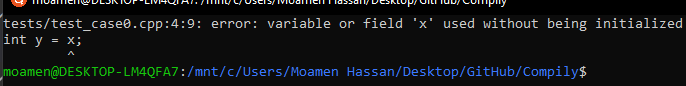 moamen@DESKTOP-LM4QFA7: /mnt/c/Users/Moamen Hassan/Desktop/GitHub/Compily
tests/test_case0.cpp:4:9: error: variable or field 'x' used without being initialized
int y = x;
^
moamen@DESKTOP-LM4QFA7:/mnt/c/Users/Moamen Hassan/Desktop/GitHub/Compily$